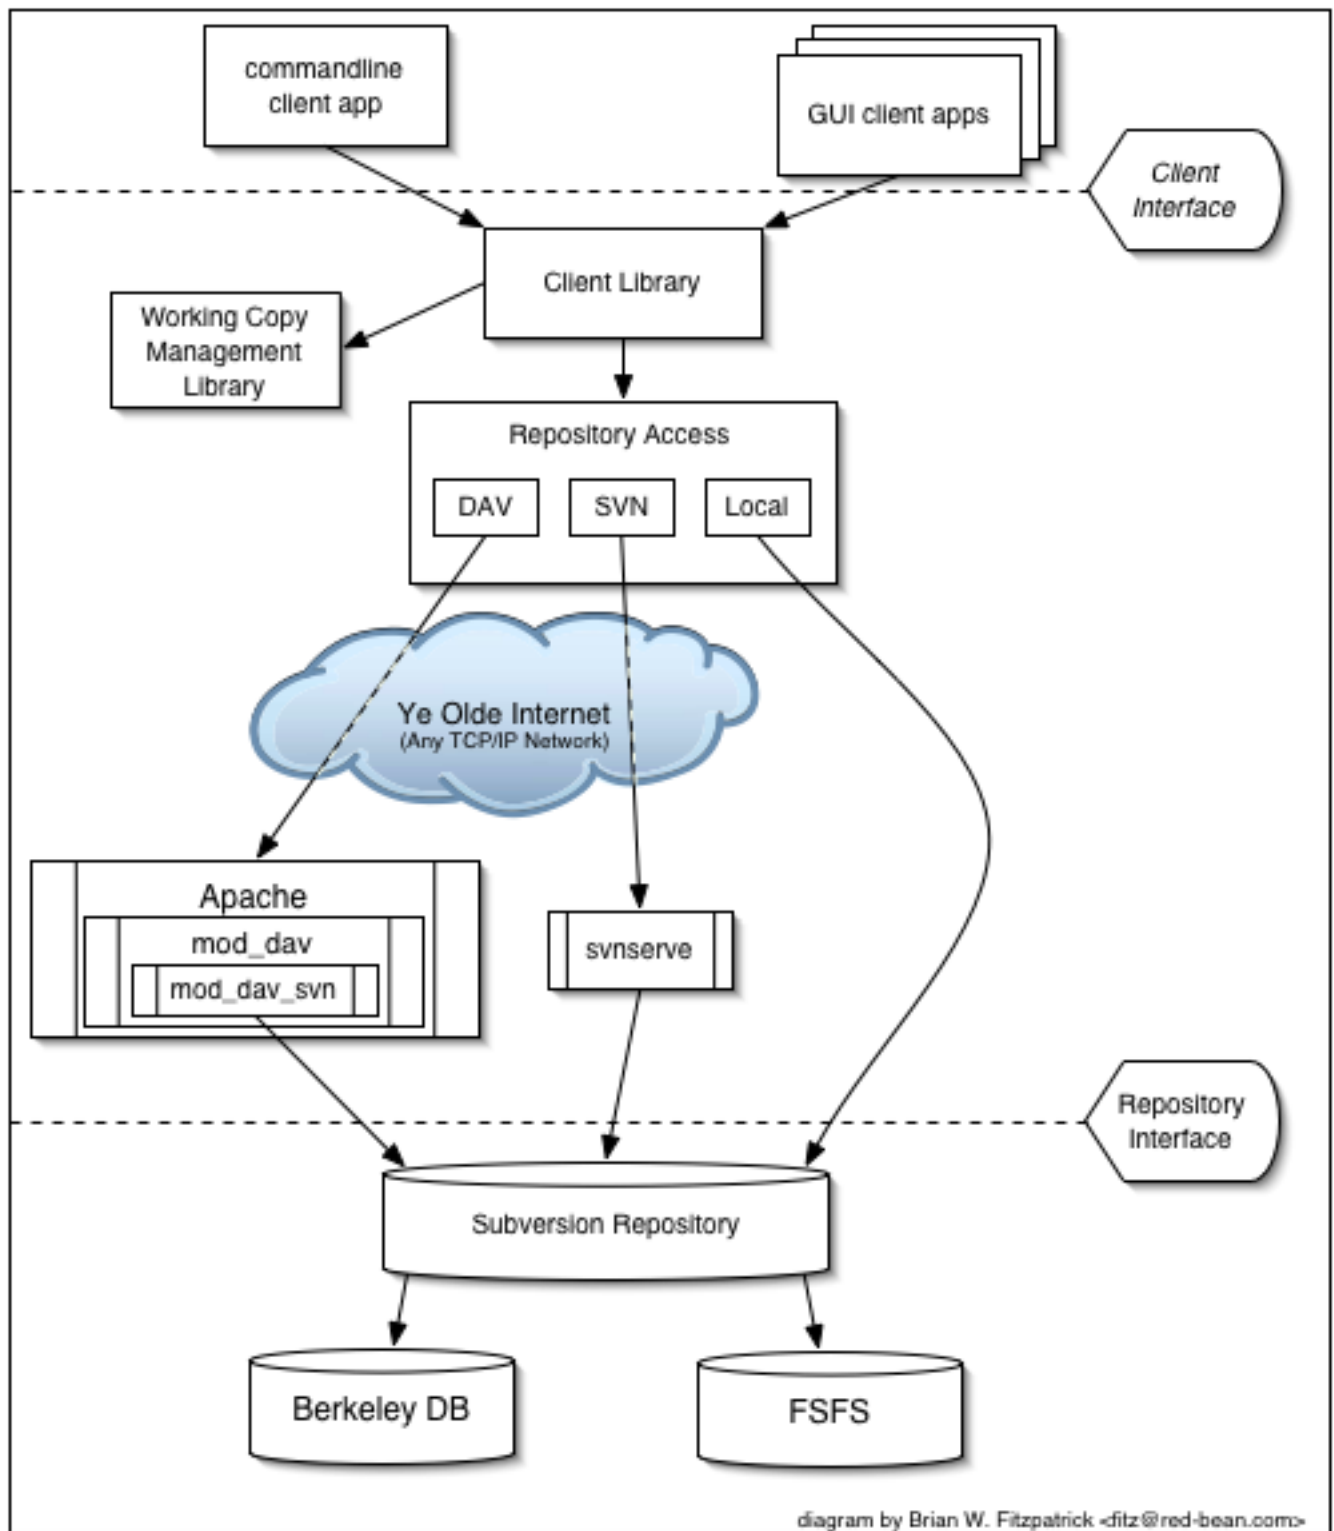 commandline
client app
GUI client apps
Client
Interface
Client Library
Working Copy
Management
Library
Repository Access
DAV
SVN
Local
Ye Olde Internet
(Any TCP/IP Network)
Apache
mod_dav
mod_dav_svn
svnserve
Repository
Interface
Subversion Repository
Berkeley DB
FSFS
diagram by Brian W. Fitzpatrick <fitz@red-bean.com>